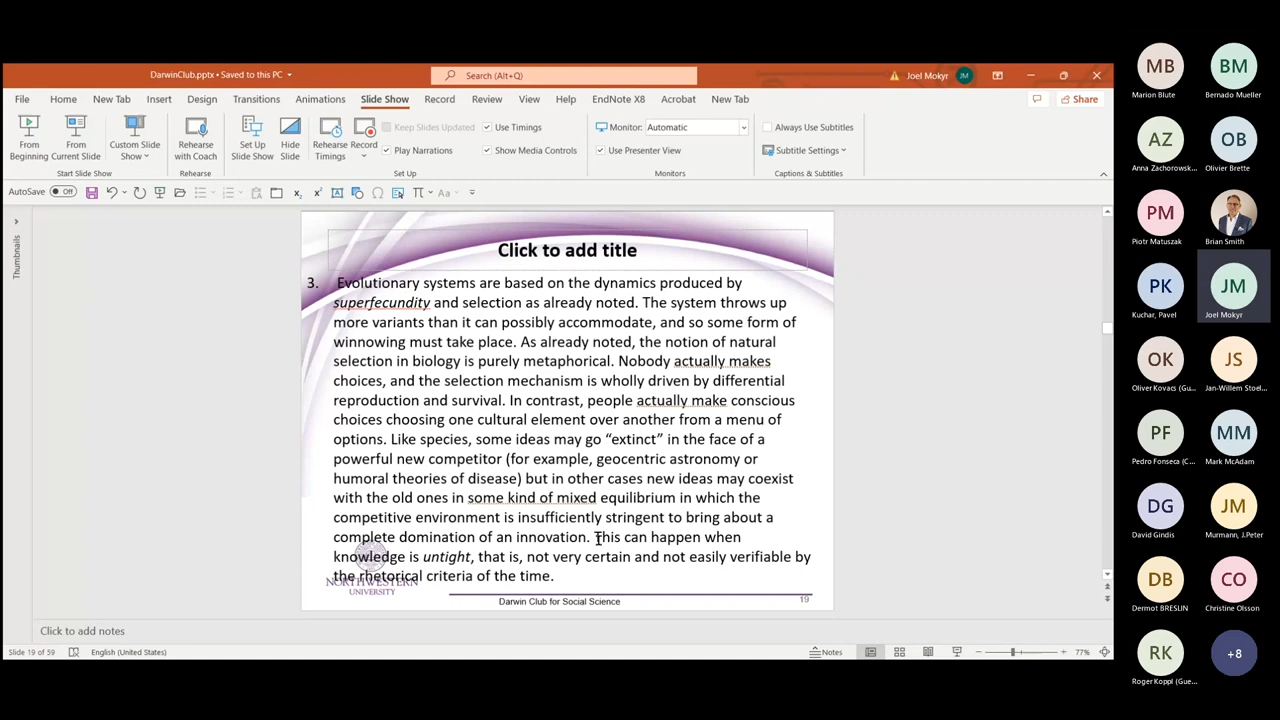 DarwinClub.pptx • Saved to this PC
Search (Alt+Q)
Joel Mokyr JM
File Home New Tab Insert Design Transitions Animations Slide Show Record Review View Help EndNote X8 Acrobat New Tab
Share
From Beginning
From Current Slide
Custom Slide Show
Rehearse with Coach
Set Up Slide Show
Hide Slide
Rehearse Timings
Record
Keep Slides Updated
Use Timings
Play Narrations
Show Media Controls
Monitor: Automatic
Use Presenter View
Always Use Subtitles
Subtitle Settings
Start Slide Show
Rehearse
Set Up
Monitors
Captions & Subtitles
AutoSave Off
Thumbnails
Click to add title
3. Evolutionary systems are based on the dynamics produced by
superfecundity and selection as already noted. The system throws up
more variants than it can possibly accommodate, and so some form of
winnowing must take place. As already noted, the notion of natural
selection in biology is purely metaphorical. Nobody actually makes
choices, and the selection mechanism is wholly driven by differential
reproduction and survival. In contrast, people actually make conscious
choices choosing one cultural element over another from a menu of
options. Like species, some ideas may go “extinct” in the face of a
powerful new competitor (for example, geocentric astronomy or
humoral theories of disease) but in other cases new ideas may coexist
with the old ones in some kind of mixed equilibrium in which the
competitive environment is insufficiently stringent to bring about a
complete domination of an innovation. This can happen when
knowledge is untight, that is, not very certain and not easily verifiable by
the rhetorical criteria of the time.
NORTHWESTERN
UNIVERSITY
Darwin Club for Social Science
19
Click to add notes
Slide 19 of 59
English (United States)
Notes
77%
MB
Marion Blute
BM
Bernado Mueller
AZ
Anna Zachorowsk...
OB
Olivier Brette
PM
Piotr Matuszak
Brian Smith
PK
Kuchar, Pavel
JM
Joel Mokyr
OK
Oliver Kovacs (Gu...
JS
Jan-Willem Stoel...
PF
Pedro Fonseca (C...
MM
Mark McAdam
DG
David Gindis
JM
Murmann, J.Peter
DB
Dermot BRESLIN
CO
Christine Olsson
RK
Roger Koppl (Gue...
+8